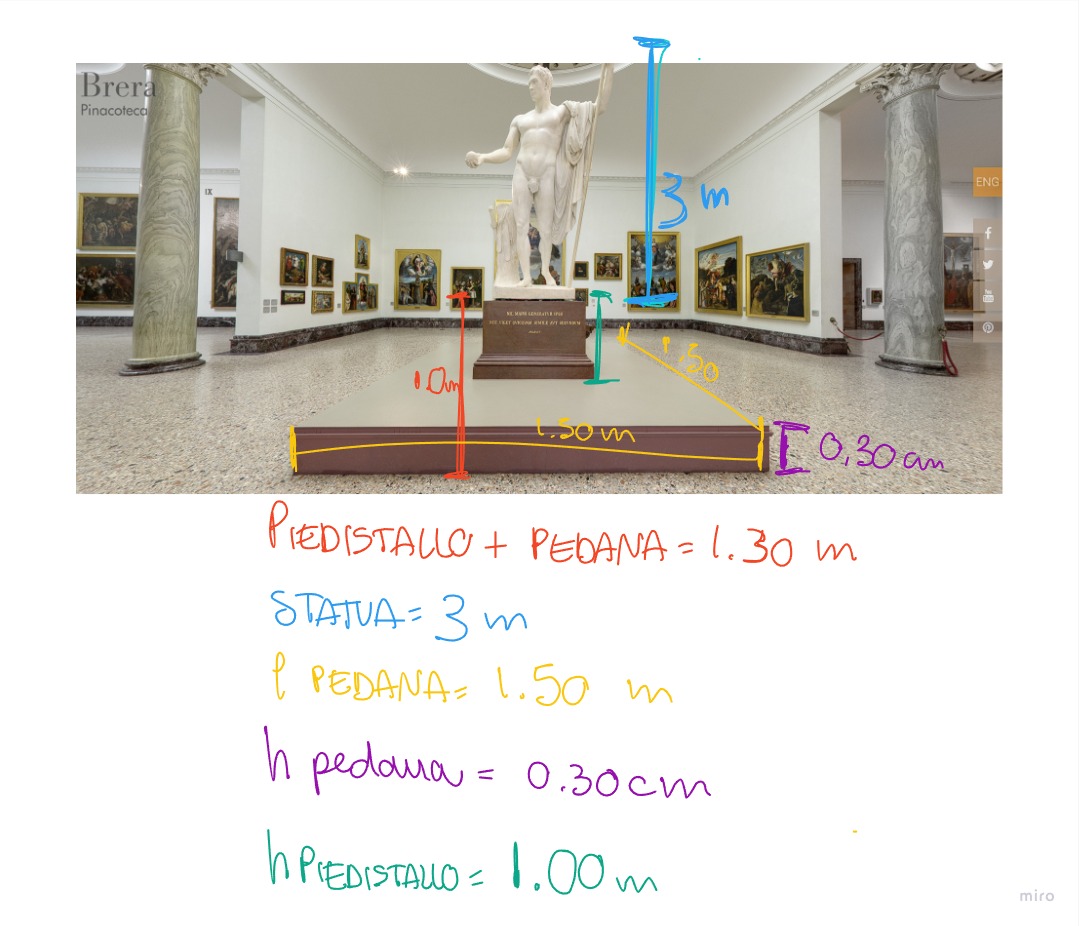 Brera
Pinacoteca
IX
ENG
3 m
1.0m
1.50
1.50 m
0.30 cm
PIEDISTALLO + PEDANA = 1.30 m
STATUA = 3 m
l PEDANA = 1.50 m
h pedana = 0.30 cm
h PIEDISTALLO = 1.00 m
miro